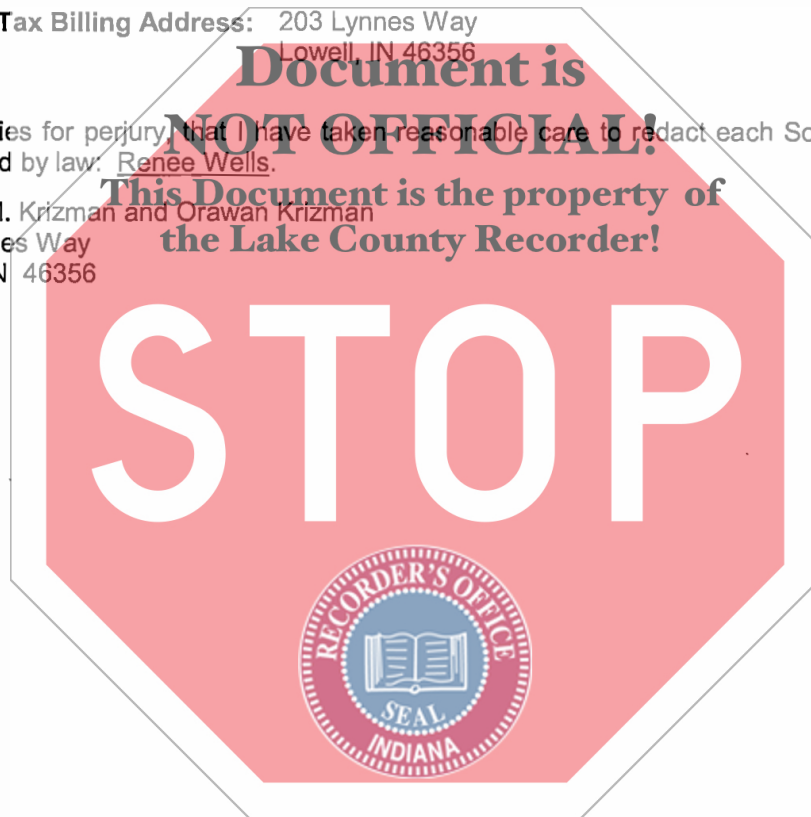 Tax Billing Address: 203 Lynnes Way
Lowell, IN 46356
Document is
NOT OFFICIAL!
ies for perjury, that I have taken reasonable care to redact each So
d by law: Renee Wells.
This Document is the property of
the Lake County Recorder!
. Krizman and Orawan Krizman
es Way
N 46356
STOP
RECORDER'S OFFICE
SEAL
INDIANA